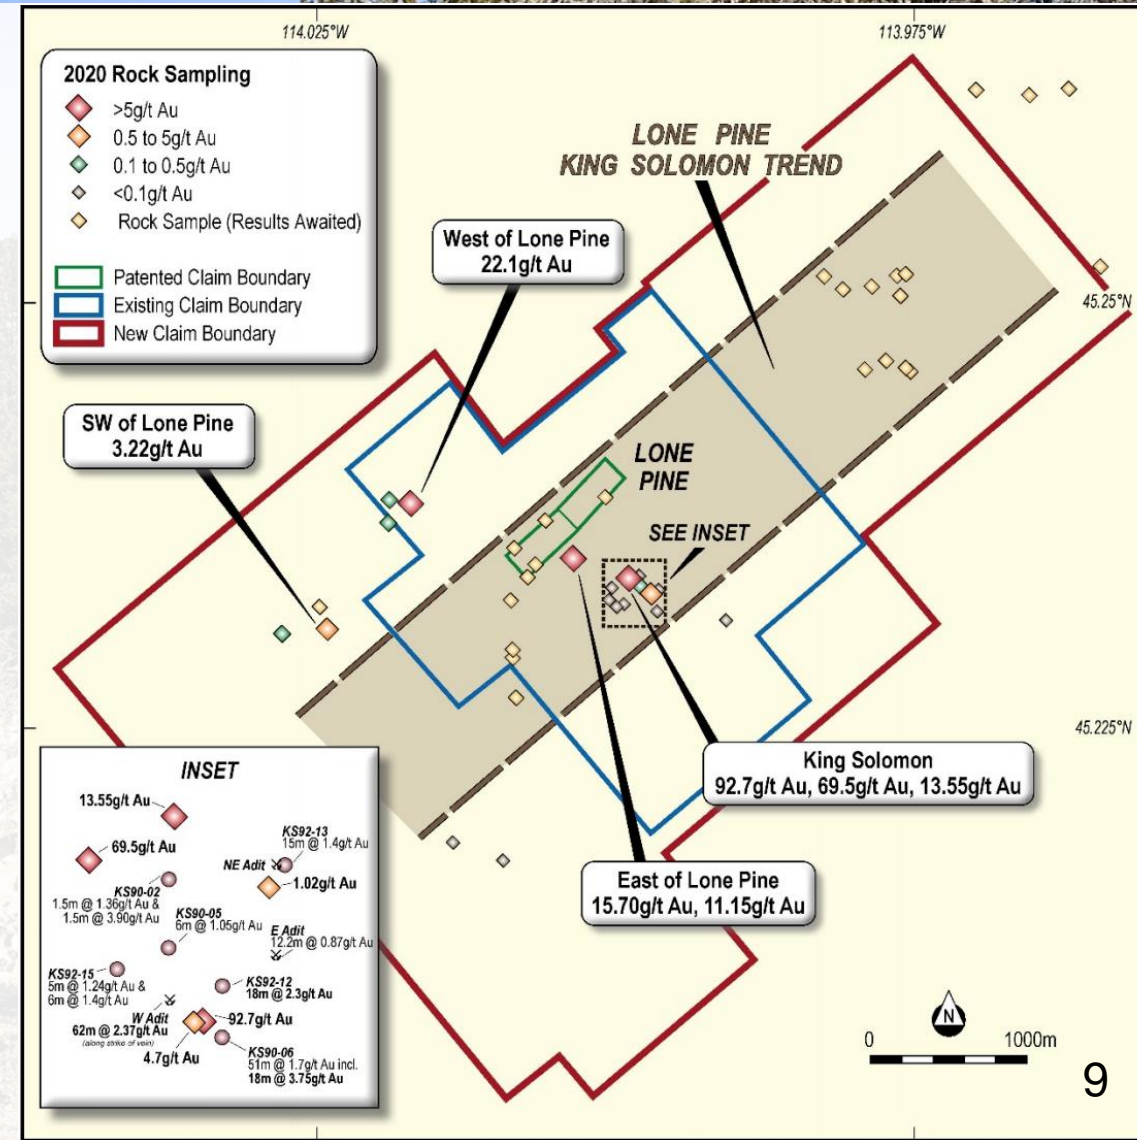 114.025°W
113.975°W
2020 Rock Sampling
>5g/t Au
0.5 to 5g/t Au
0.1 to 0.5g/t Au
<0.1g/t Au
Rock Sample (Results Awaited)
Patented Claim Boundary
Existing Claim Boundary
New Claim Boundary
LONE PINE
KING SOLOMON TREND
West of Lone Pine
22.1g/t Au
45.25°N
SW of Lone Pine
3.22g/t Au
LONE
PINE
SEE INSET
45.225°N
King Solomon
92.7g/t Au, 69.5g/t Au, 13.55g/t Au
East of Lone Pine
15.70g/t Au, 11.15g/t Au
INSET
13.55g/t Au
69.5g/t Au
KS92-13
15m @ 1.4g/t Au
NE Adit
1.02g/t Au
KS90-02
1.5m @ 1.36g/t Au &
1.5m @ 3.90g/t Au
KS90-05
6m @ 1.05g/t Au
E Adit
12.2m @ 0.87g/t Au
KS92-15
5m @ 1.24g/t Au &
6m @ 1.4g/t Au
KS92-12
18m @ 2.3g/t Au
W Adit
62m @ 2.37g/t Au
(along strike of vein)
92.7g/t Au
4.7g/t Au
KS90-06
51m @ 1.7g/t Au incl.
18m @ 3.75g/t Au
N
0
1000m
9